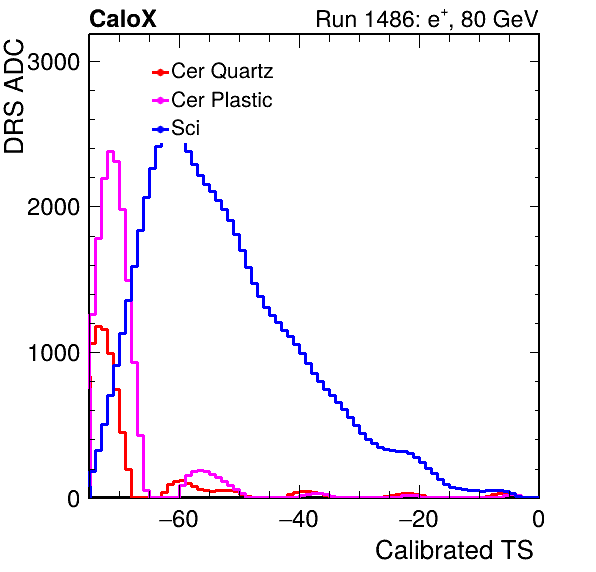 CaloX Run 1486: e⁺, 80 GeV
DRS ADC
3000
2000
1000
0
Cer Quartz
Cer Plastic
Sci
−60 −40 −20 0
Calibrated TS